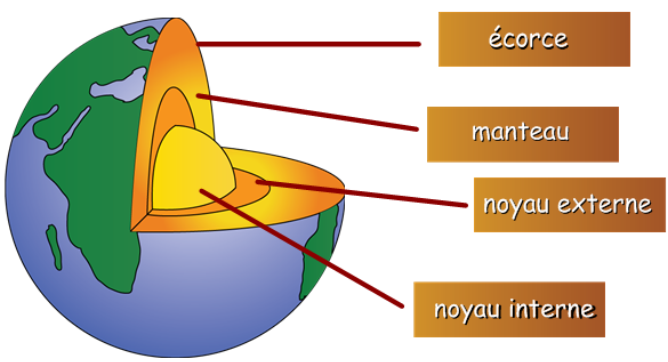 écorce
manteau
noyau externe
noyau interne